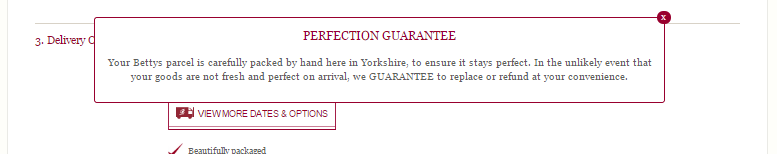 x
PERFECTION GUARANTEE
3. Delivery
Your Bettys parcel is carefully packed by hand here in Yorkshire, to ensure it stays perfect. In the unlikely event that
your goods are not fresh and perfect on arrival, we GUARANTEE to replace or refund at your convenience.
VIEW MORE DATES & OPTIONS
Beautifully packaged